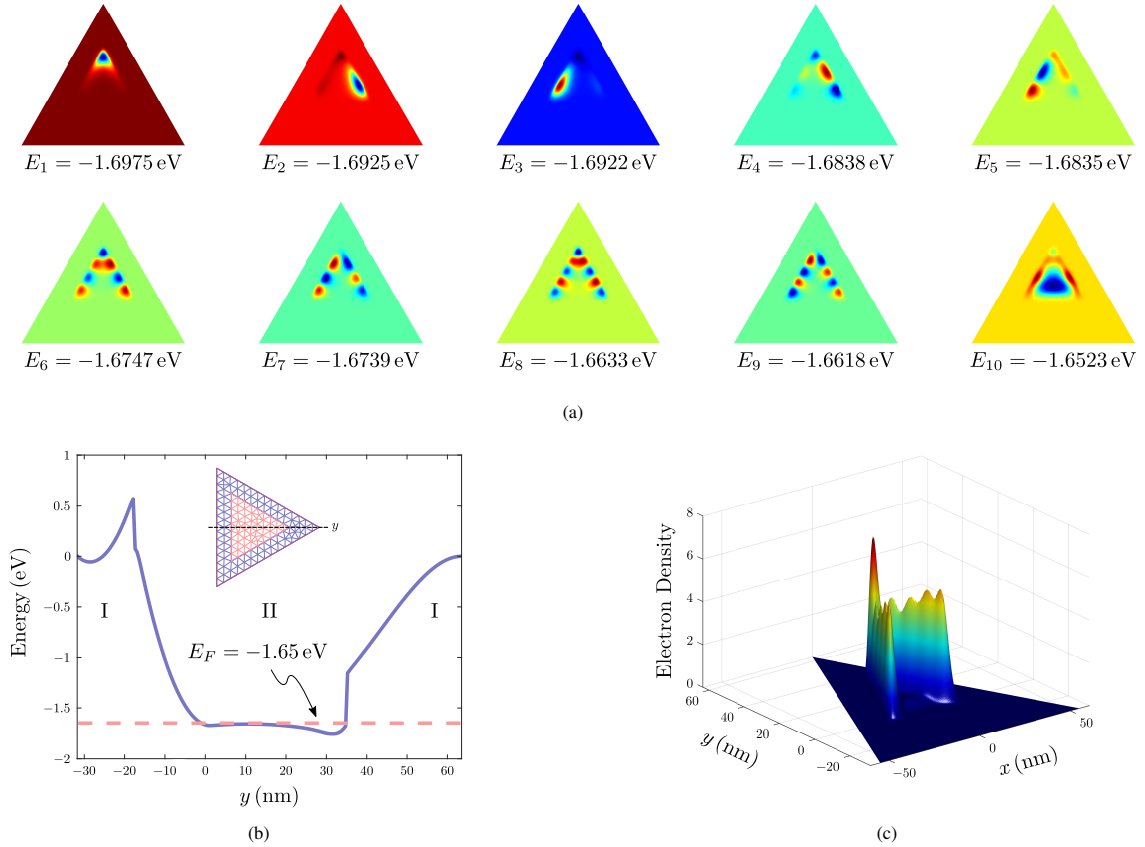 E₁ = −1.6975 eV
E₂ = −1.6925 eV
E₃ = −1.6922 eV
E₄ = −1.6838 eV
E₅ = −1.6835 eV
E₆ = −1.6747 eV
E₇ = −1.6739 eV
E₈ = −1.6633 eV
E₉ = −1.6618 eV
E₁₀ = −1.6523 eV
(a)
Energy (eV)
1
0.5
0
−0.5
−1
−1.5
−2
y
I
II
I
E_F = −1.65 eV
−30 −20 −10 0 10 20 30 40 50 60
y (nm)
(b)
Electron Density
8
6
4
2
0
60
40
20
0
−20
y (nm)
−50
0
50
x (nm)
(c)